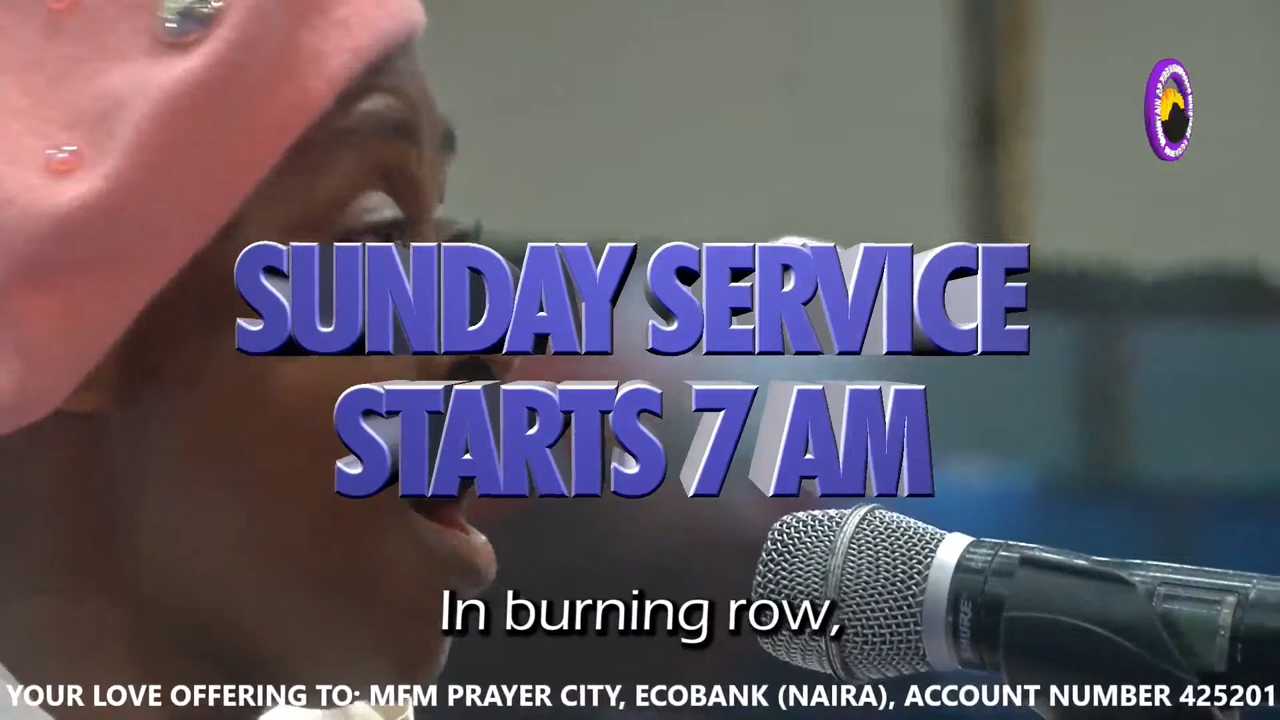 SUNDAY SERVICE
STARTS 7 AM
In burning row,
SHURE
YOUR LOVE OFFERING TO: MFM PRAYER CITY, ECOBANK (NAIRA), ACCOUNT NUMBER 425201